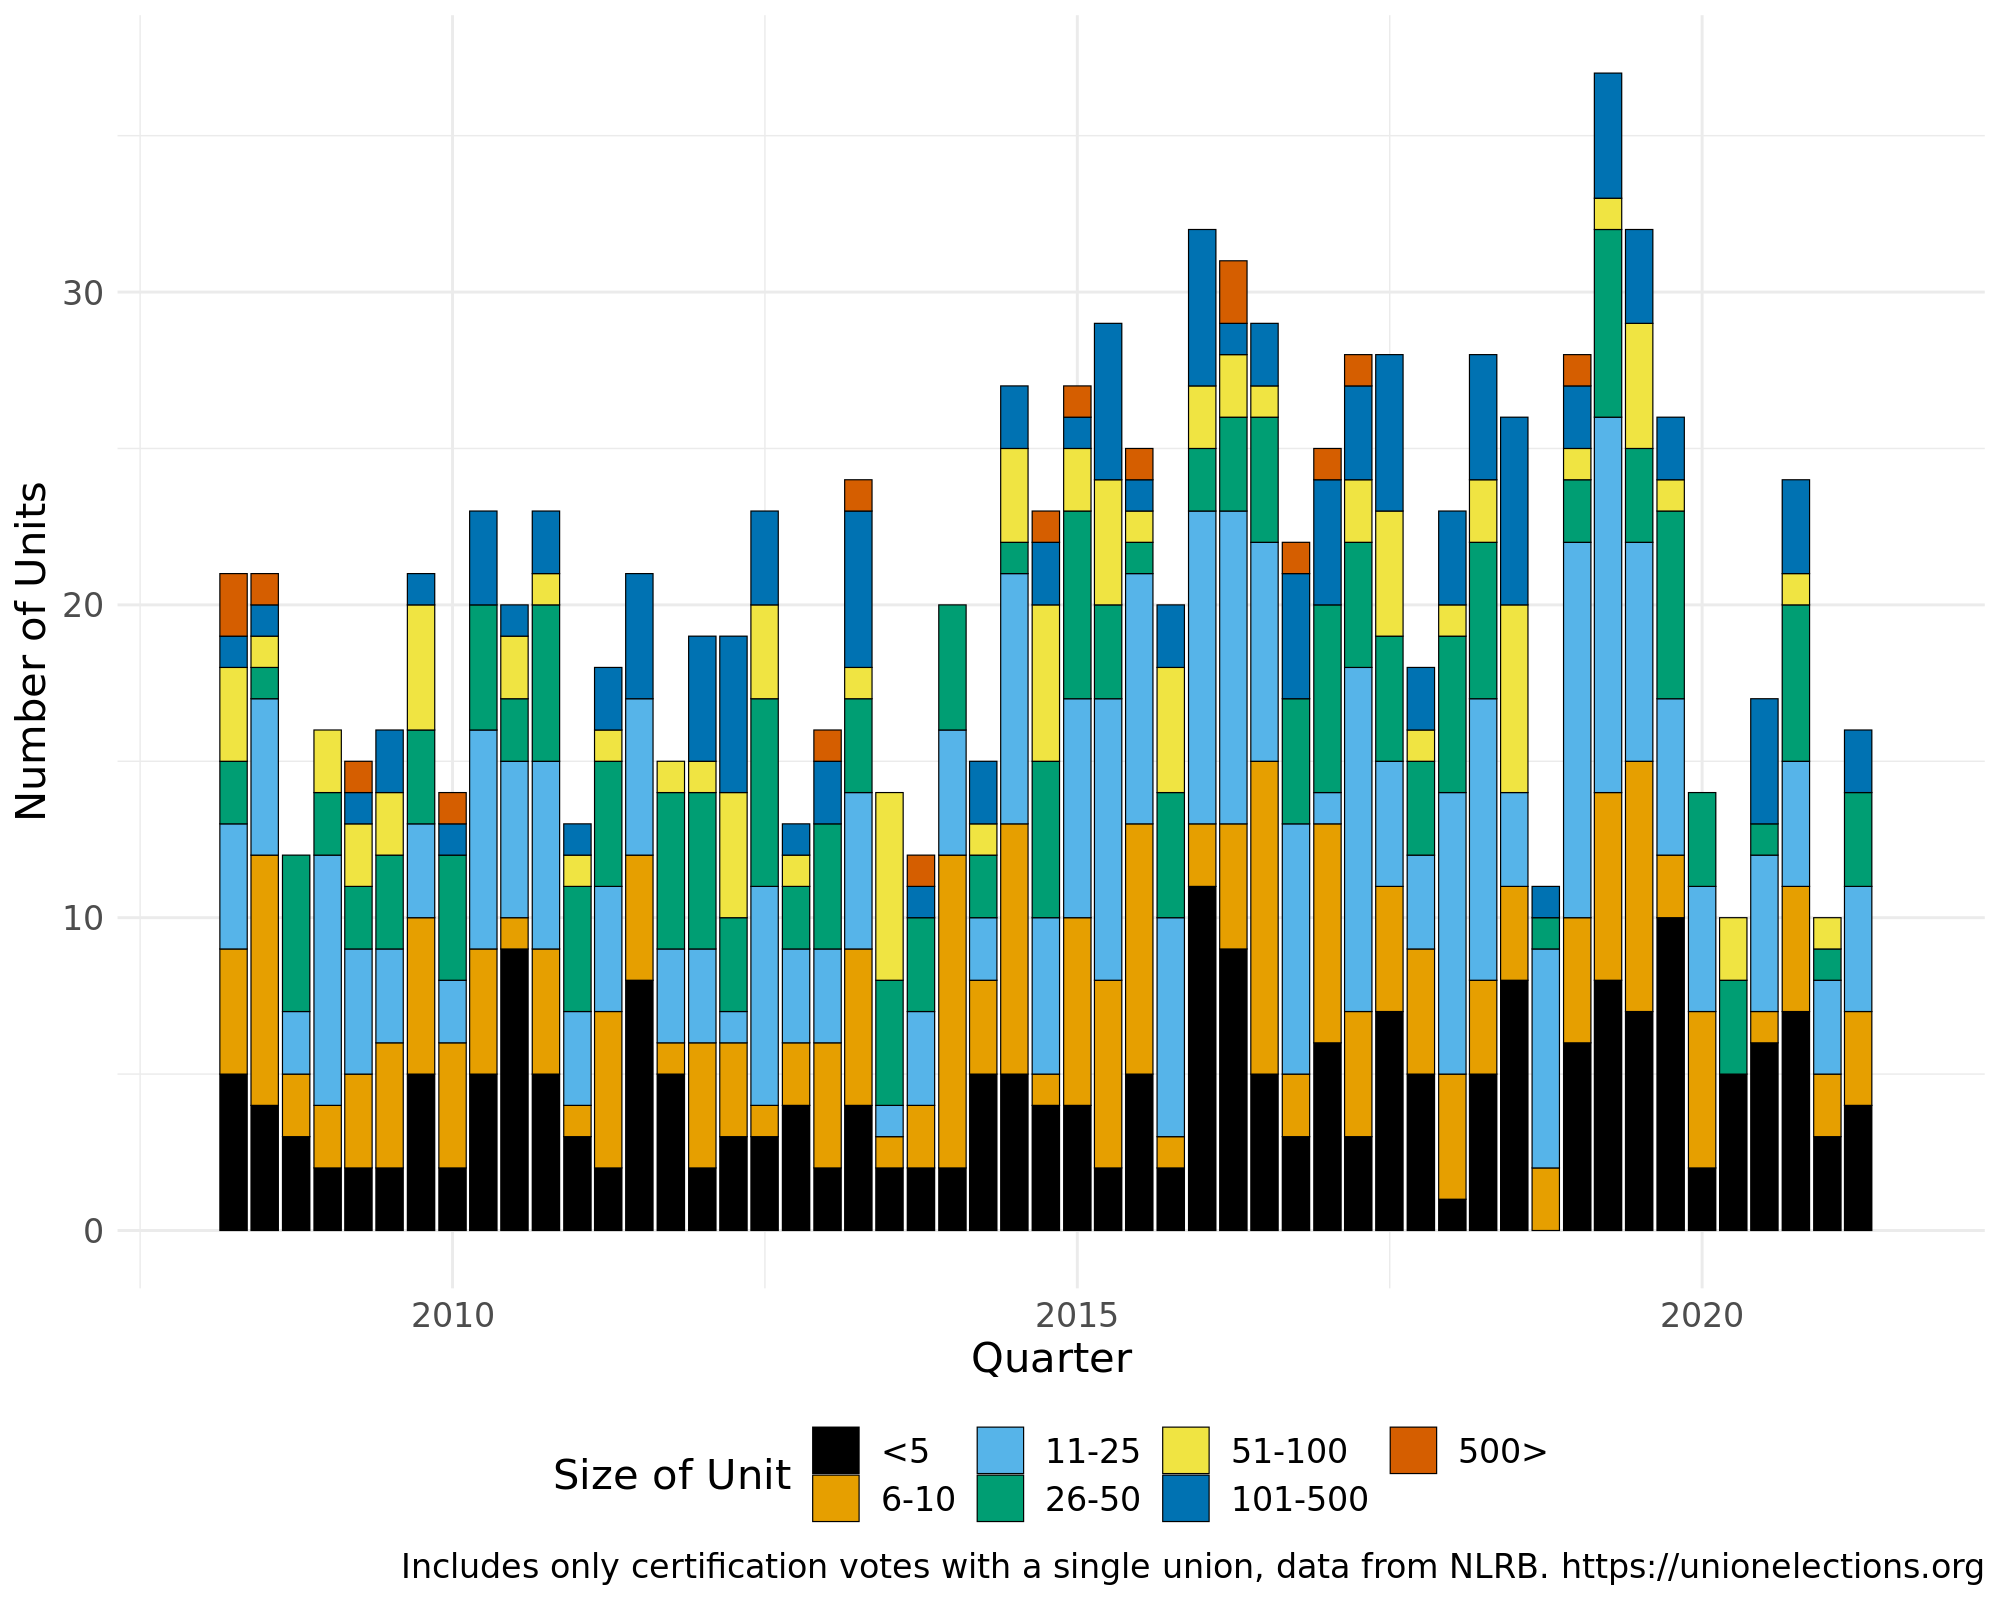 Number of Units
30
20
10
0
2010 2015 2020
Quarter
Size of Unit
<5 11-25 51-100 500>
6-10 26-50 101-500
Includes only certification votes with a single union, data from NLRB. https://unionelections.org